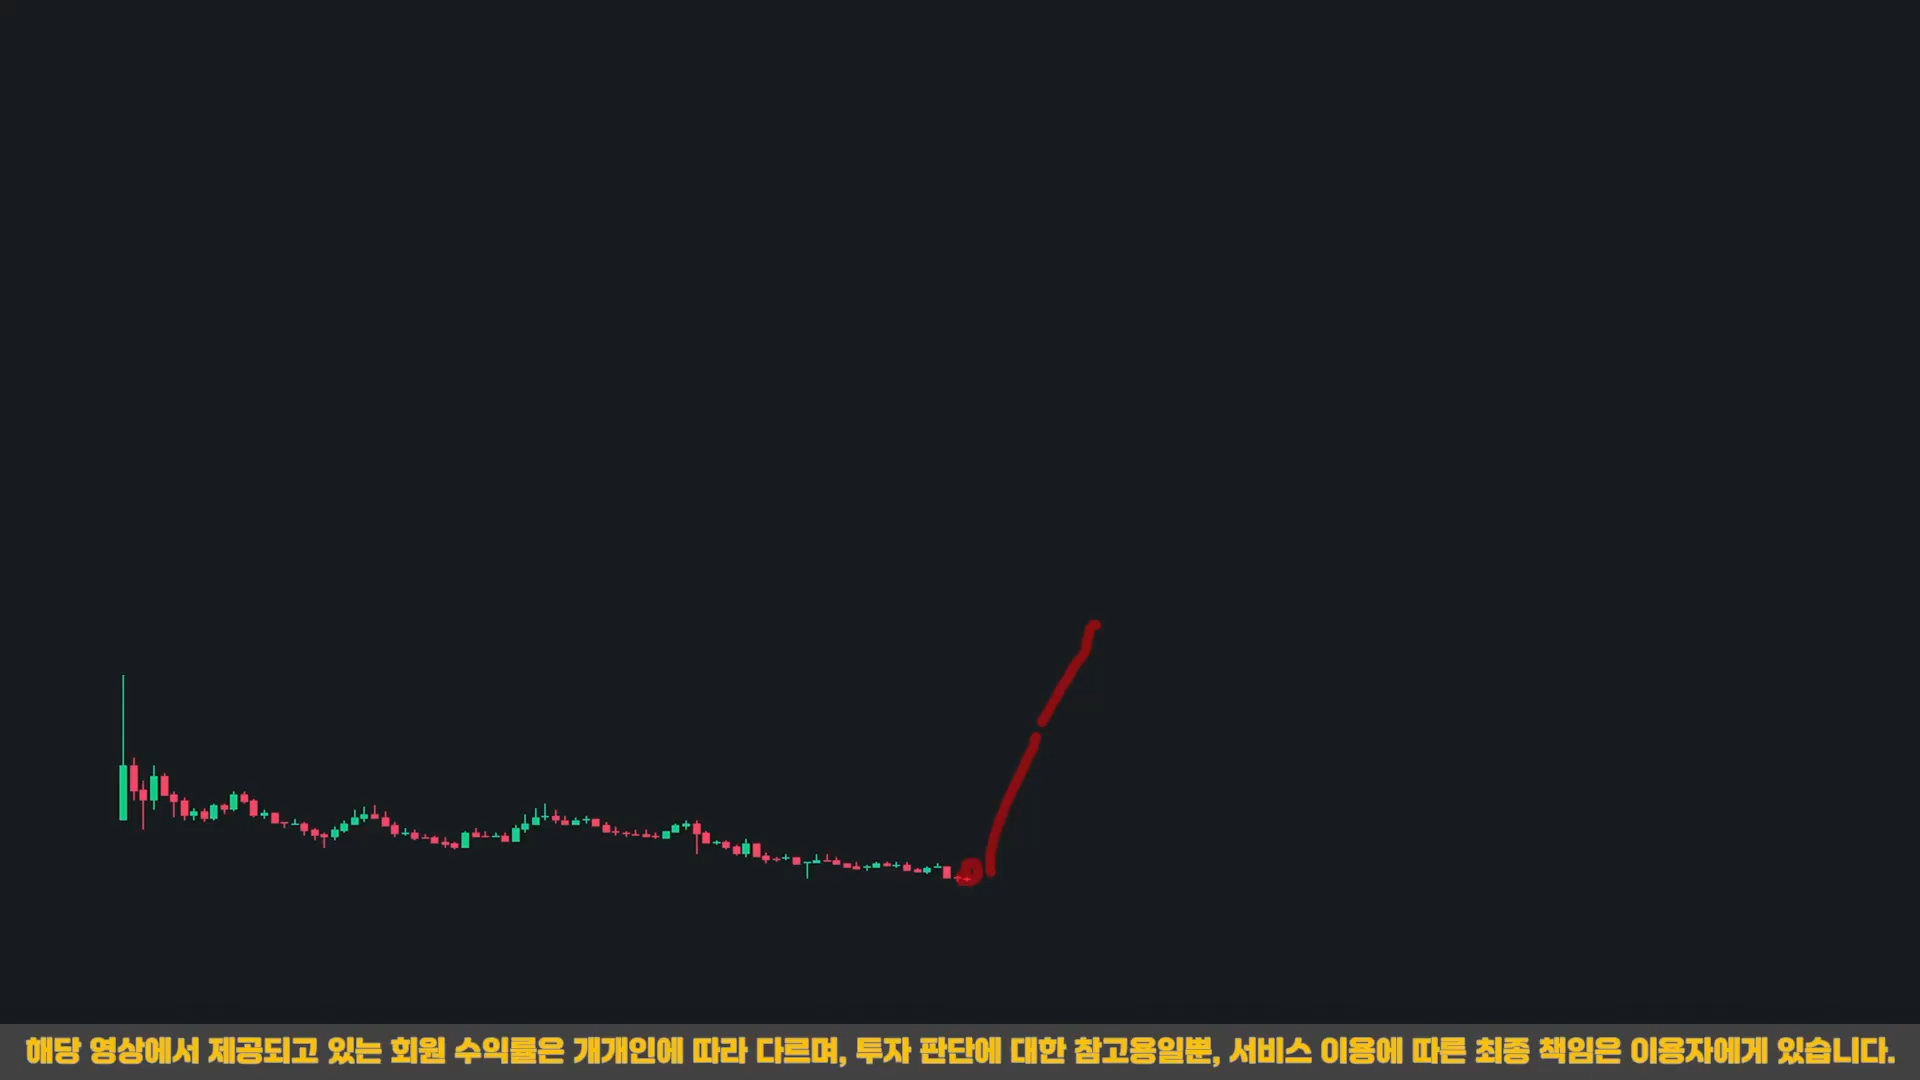 해당 영상에서 제공되고 있는 회원 수익률은 개개인에 따라 다르며, 투자 판단에 대한 참고용일뿐, 서비스 이용에 따른 최종 책임은 이용자에게 있습니다.